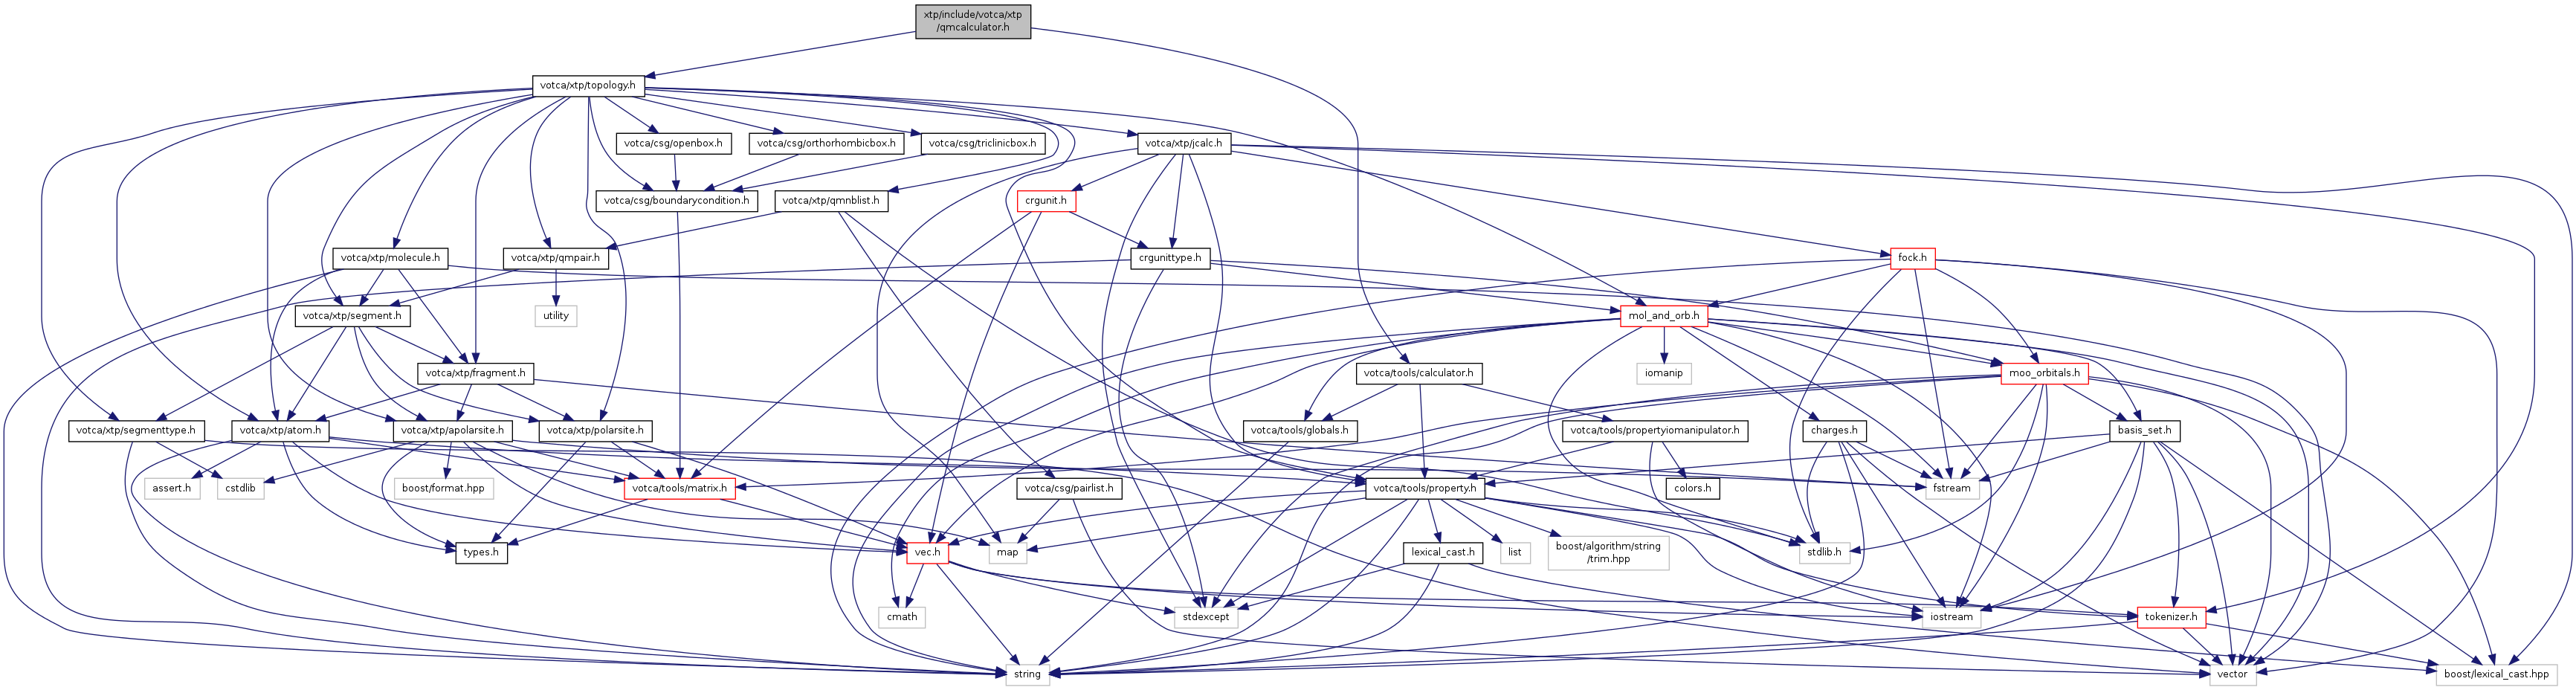 xtp/include/votca/xtp
/qmcalculator.h
votca/xtp/topology.h
votca/csg/openbox.h
votca/csg/orthorhombicbox.h
votca/csg/triclinicbox.h
votca/xtp/jcalc.h
votca/csg/boundarycondition.h
votca/xtp/qmnblist.h
crgunit.h
votca/xtp/molecule.h
votca/xtp/qmpair.h
crgunittype.h
fock.h
votca/xtp/segment.h
utility
mol_and_orb.h
votca/xtp/fragment.h
votca/tools/calculator.h
iomanip
moo_orbitals.h
votca/xtp/segmenttype.h
votca/xtp/atom.h
votca/xtp/apolarsite.h
votca/xtp/polarsite.h
votca/tools/globals.h
votca/tools/propertyiomanipulator.h
charges.h
basis_set.h
assert.h
cstdlib
boost/format.hpp
votca/tools/matrix.h
votca/csg/pairlist.h
votca/tools/property.h
colors.h
fstream
types.h
vec.h
map
lexical_cast.h
list
boost/algorithm/string
/trim.hpp
stdlib.h
cmath
stdexcept
iostream
tokenizer.h
string
vector
boost/lexical_cast.hpp